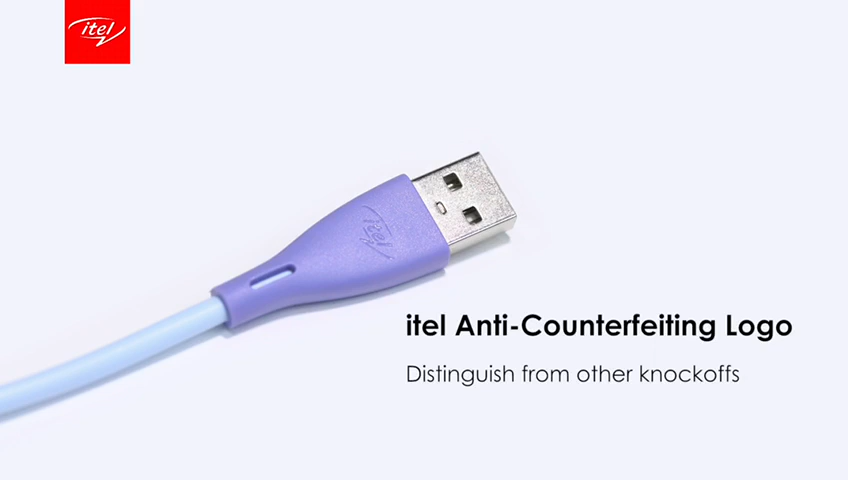 itel
itel
itel Anti-Counterfeiting Logo
Distinguish from other knockoffs